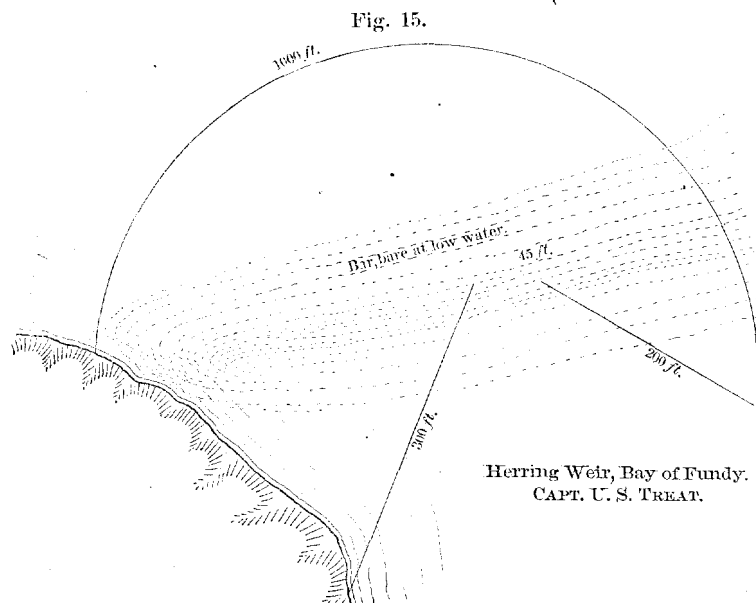 Fig. 15.
1000 ft.
Bar, bare at low water.
45 ft.
200 ft.
300 ft.
Herring Weir, Bay of Fundy.
CAPT. U. S. TREAT.